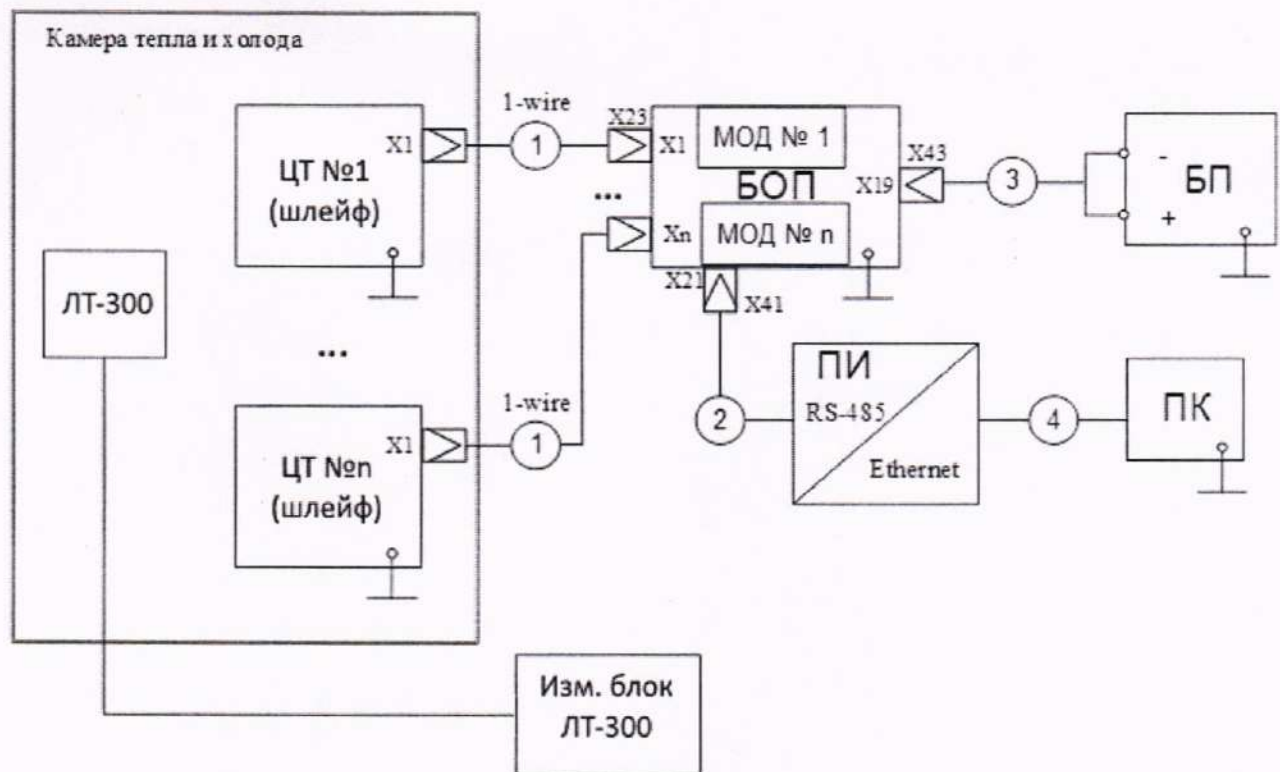 Камера тепла и холода
1-wire
X1
1
X23
X1
МОД № 1
X43
ЦТ №1
(шлейф)
БОП
X19
3
-
+
БП
...
Xn
МОД № n
X21
X41
ЛТ-300
...
ПИ
RS-485
Ethernet
2
4
ПК
1-wire
X1
1
ЦТ №n
(шлейф)
Изм. блок
ЛТ-300